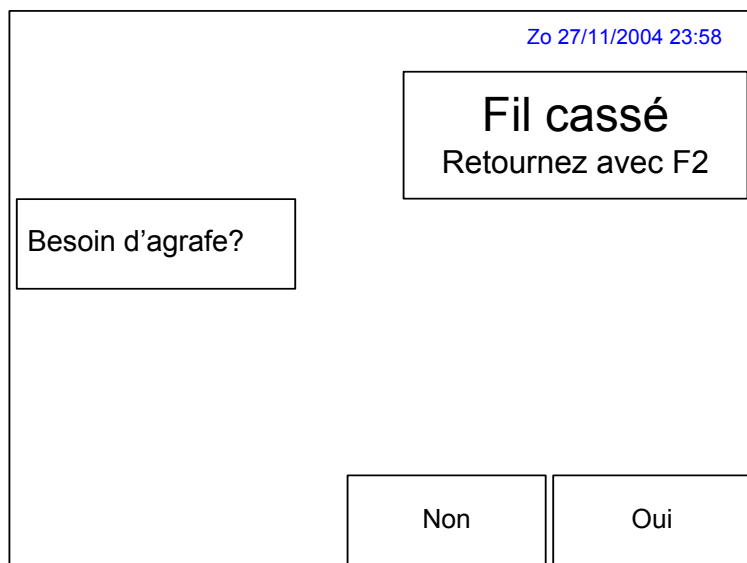 Zo 27/11/2004 23:58
Fil cassé
Retournez avec F2
Besoin d’agrafe?
Non
Oui